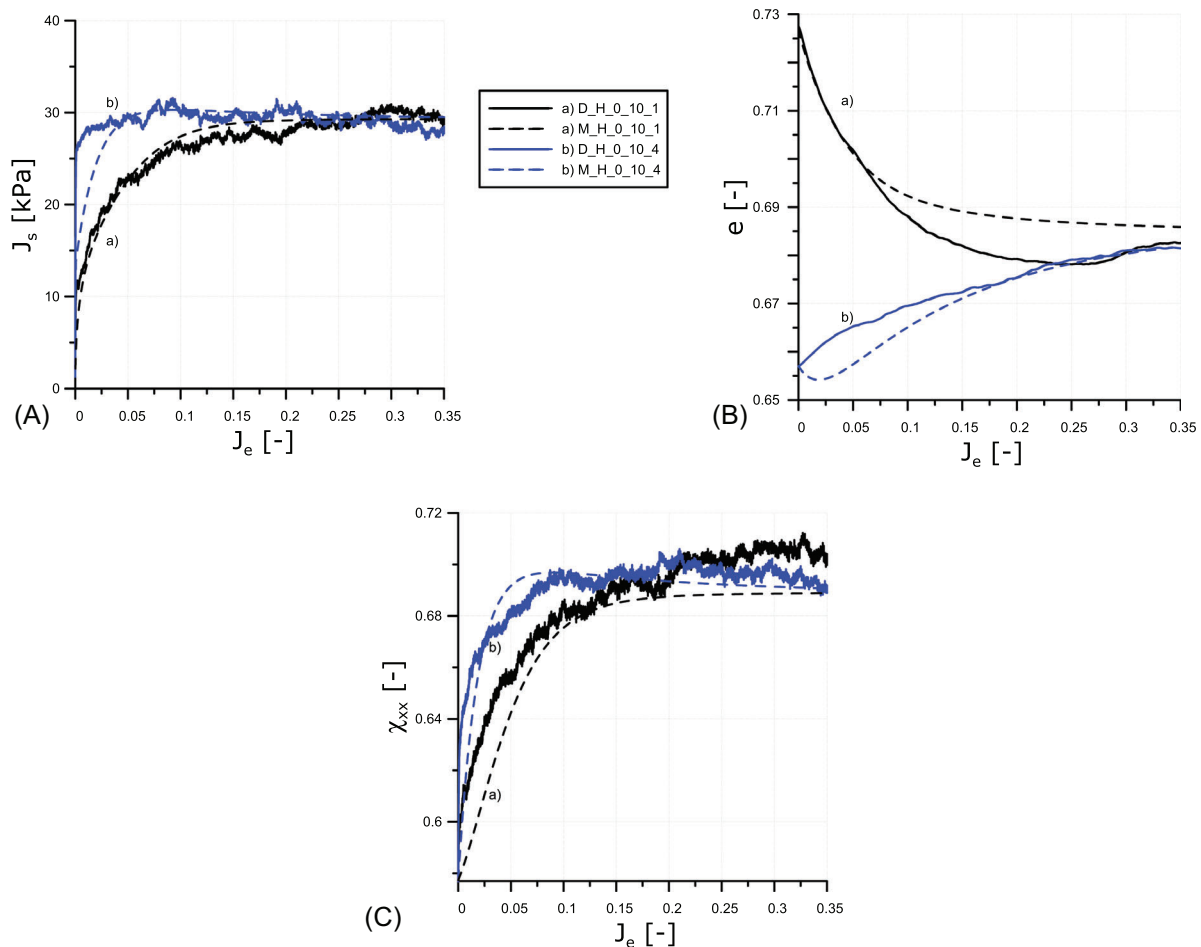 40
30
20
10
0
J_s [kPa]
b)
a)
0 0.05 0.1 0.15 0.2 0.25 0.3 0.35
J_e [-]
(A)
a) D_H_0_10_1
a) M_H_0_10_1
b) D_H_0_10_4
b) M_H_0_10_4
0.73
0.71
0.69
0.67
0.65
e [-]
a)
b)
0 0.05 0.1 0.15 0.2 0.25 0.3 0.35
J_e [-]
(B)
0.72
0.68
0.64
0.6
χ_xx [-]
b)
a)
0 0.05 0.1 0.15 0.2 0.25 0.3 0.35
J_e [-]
(C)